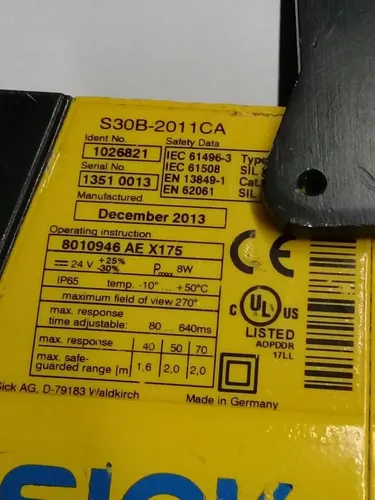 S30B-2011CA
Ident No
1026821
Serial No.
1351 0013
Manufactured
December 2013
Safety Data
IEC 61496-3 Type
IEC 61508 SIL
EN 13849-1 Cat.
EN 62061 SIL
Operating instruction
8010946 AE X175
24 V +25% -30% Pmax 8W
IP65 temp. -10° ... +50°C
maximum field of view 270°
max. response
time adjustable: 80 ... 640ms
max. response 40 50 70
max. safe-
guarded range [m] 1,6 2,0 2,0
Sick AG, D-79183 Waldkirch
CE
C UL US
LISTED
AOPDDR
17LL
Made in Germany
SICK